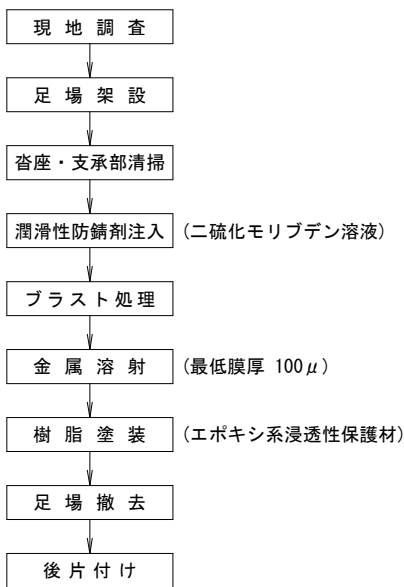 現地調査
足場架設
沓座・支承部清掃
潤滑性防錆剤注入 (二硫化モリブデン溶液)
ブラスト処理
金属溶射 (最低膜厚 100μ)
樹脂塗装 (エポキシ系浸透性保護材)
足場撤去
後片付け